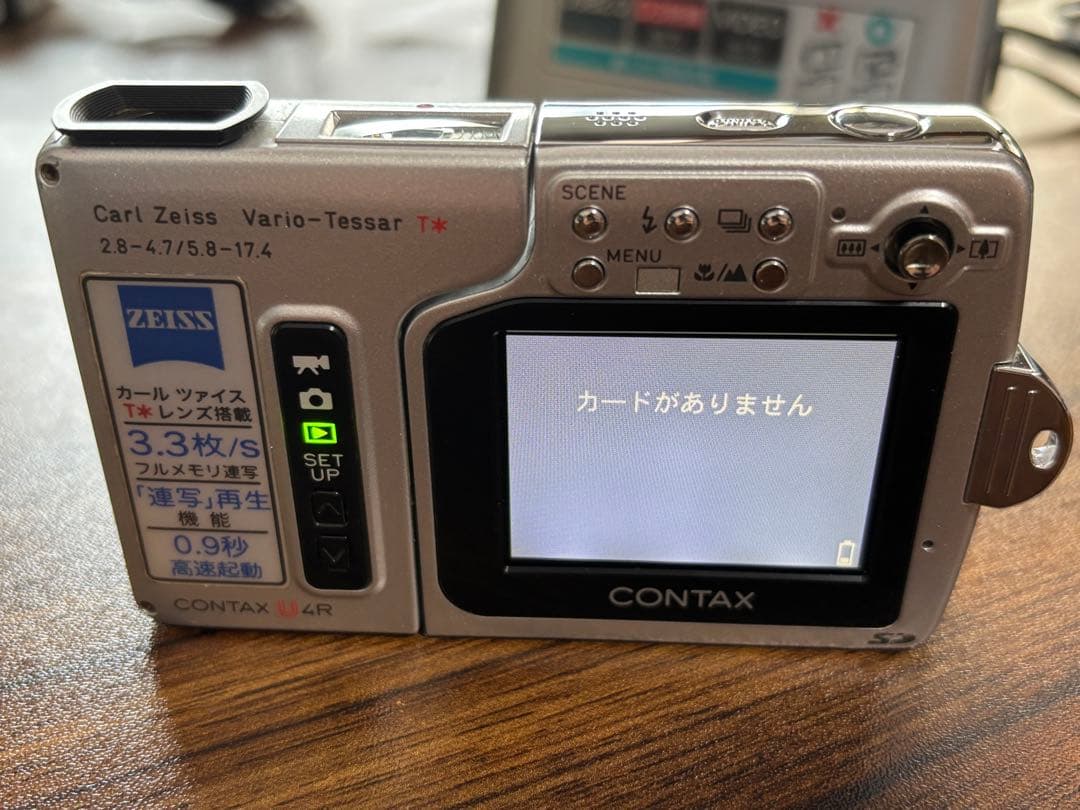 Carl Zeiss Vario-Tessar T*
2.8-4.7/5.8-17.4
ZEISS
カール ツァイス
T* レンズ搭載
3.3枚/S
フルメモリ連写
「連写」再生
機能
0.9秒
高速起動
SET
UP
CONTAX U4R
SCENE
MENU
カードがありません
CONTAX
SD